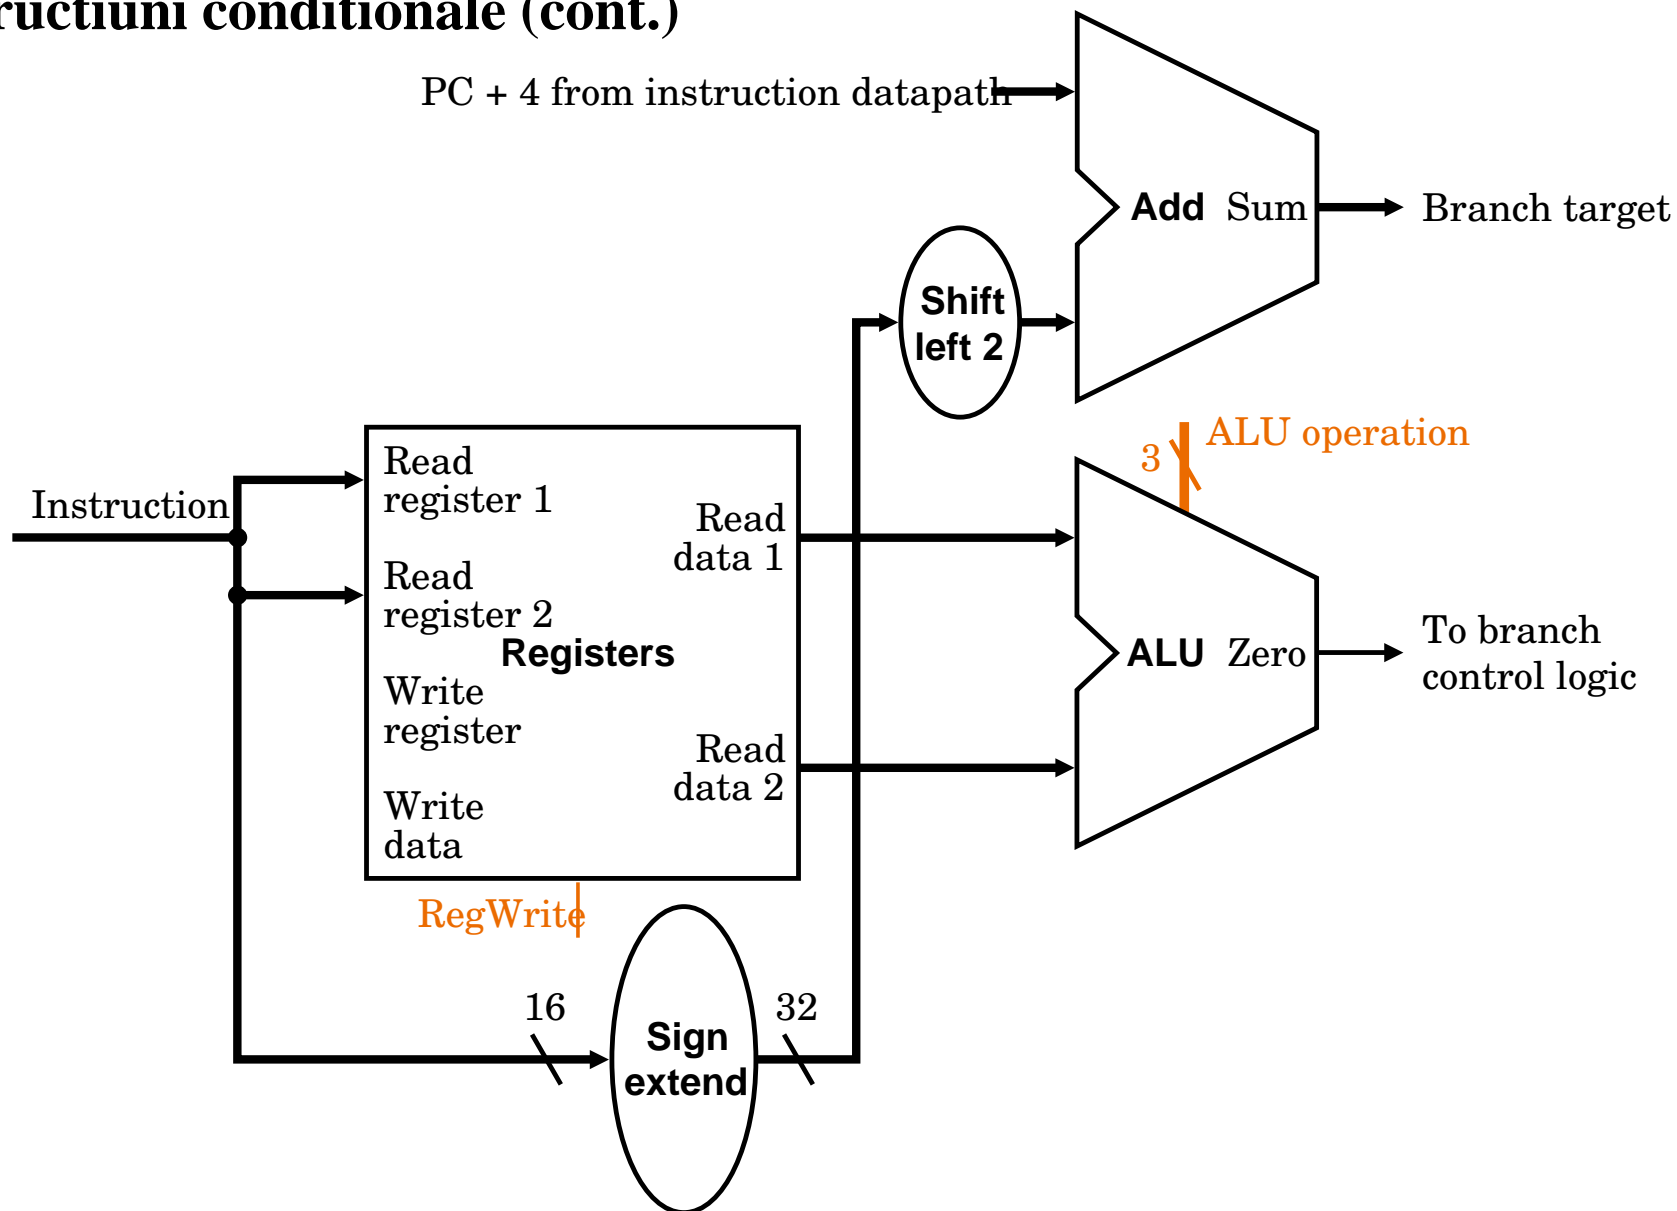 ructiuni conditionale (cont.)
PC + 4 from instruction datapath
Add Sum
Branch target
Shift
left 2
ALU operation
3
Instruction
Read
register 1
Read
data 1
Read
register 2
Registers
Write
register
Read
data 2
Write
data
ALU Zero
To branch
control logic
RegWrite
16
32
Sign
extend